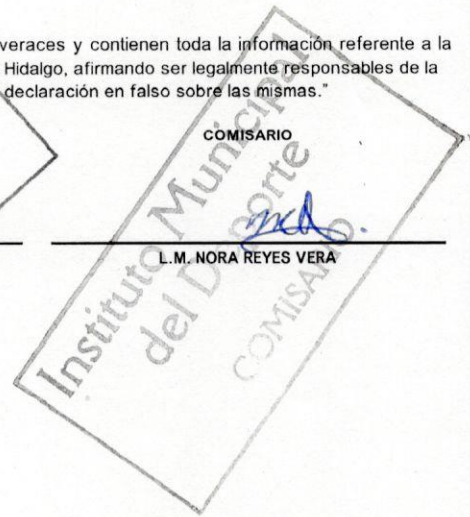 veraces y contienen toda la información referente a la
Hidalgo, afirmando ser legalmente responsables de la
declaración en falso sobre las mismas."
COMISARIO
L.M. NORA REYES VERA
Instituto Municipal
del Deporte
COMISARIO